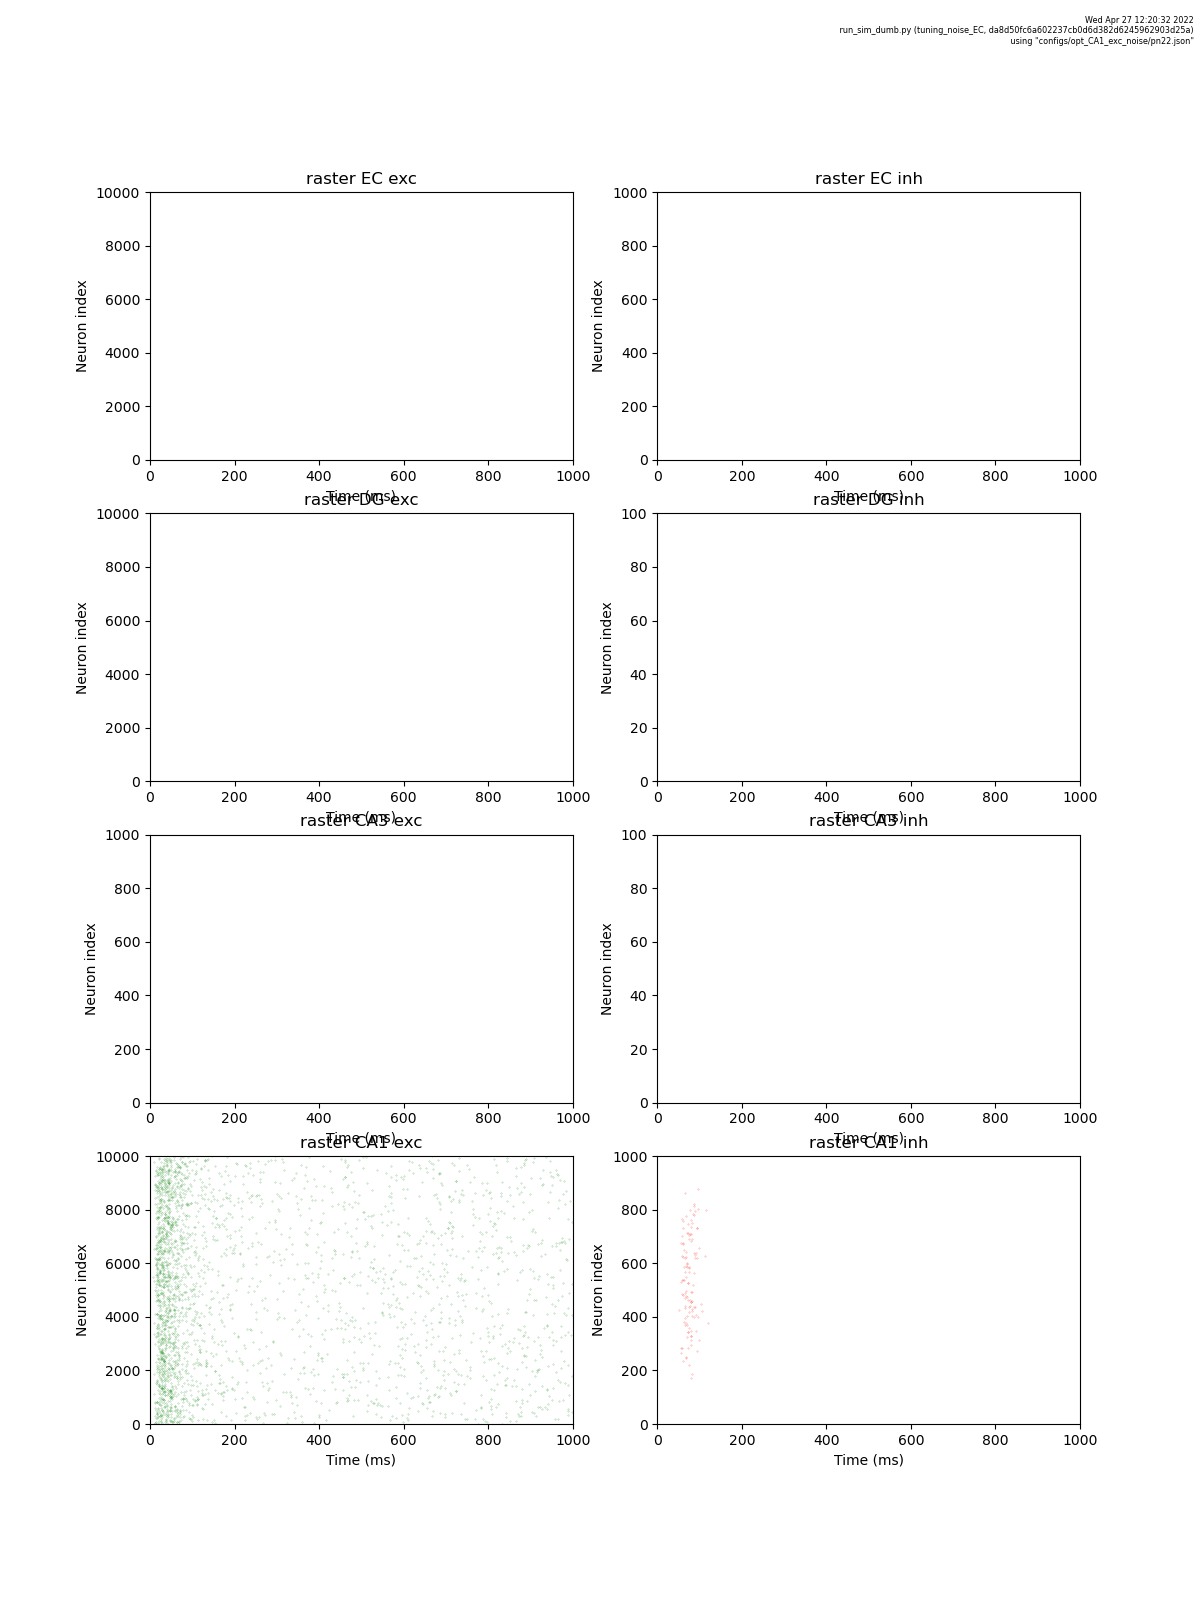 Wed Apr 27 12:20:32 2022
run_sim_dumb.py (tuning_noise_EC, da8d50fc6a602237cb0d6d382d6245962903d25a)
using "configs/opt_CA1_exc_noise/pn22.json"
raster EC exc
10000
8000
6000
4000
2000
0
Neuron index
0 200 400 600 800 1000
Time (ms)
raster EC inh
1000
800
600
400
200
0
Neuron index
0 200 400 600 800 1000
Time (ms)
raster DG exc
10000
8000
6000
4000
2000
0
Neuron index
0 200 400 600 800 1000
Time (ms)
raster DG inh
100
80
60
40
20
0
Neuron index
0 200 400 600 800 1000
Time (ms)
raster CA3 exc
1000
800
600
400
200
0
Neuron index
0 200 400 600 800 1000
Time (ms)
raster CA3 inh
100
80
60
40
20
0
Neuron index
0 200 400 600 800 1000
Time (ms)
raster CA1 exc
10000
8000
6000
4000
2000
0
Neuron index
0 200 400 600 800 1000
Time (ms)
raster CA1 inh
1000
800
600
400
200
0
Neuron index
0 200 400 600 800 1000
Time (ms)